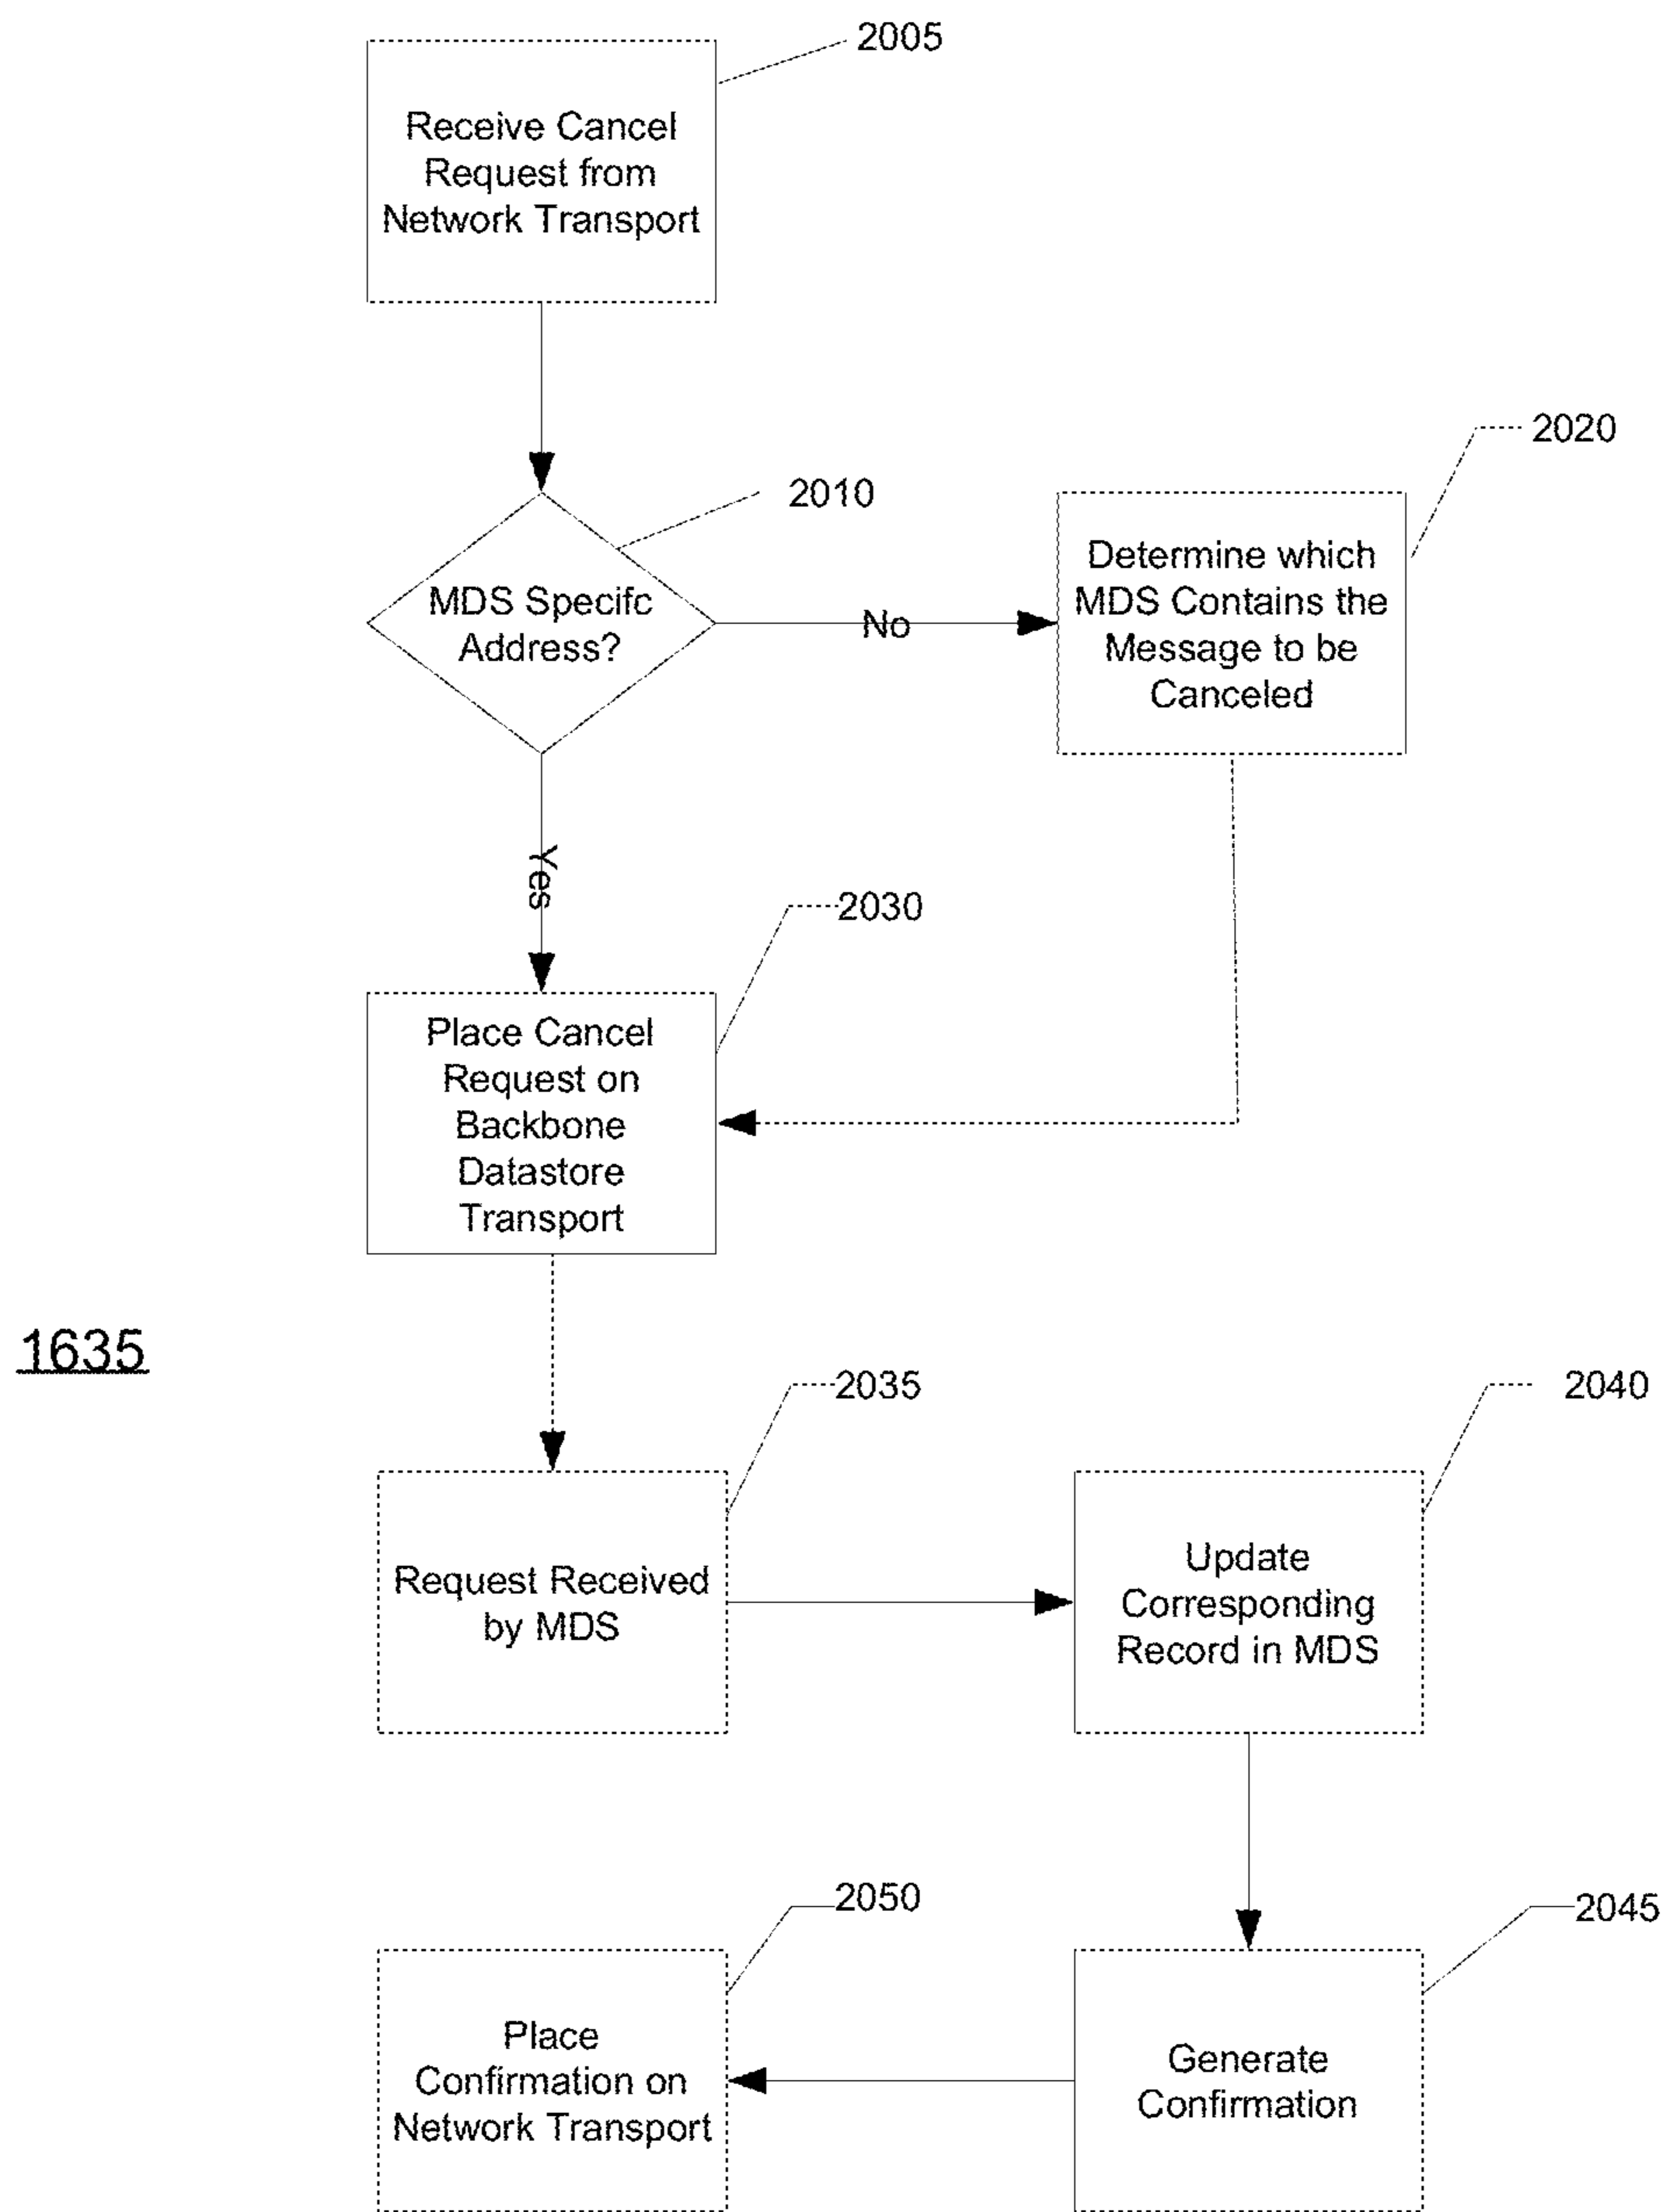 2005
Receive Cancel
Request from
Network Transport
2010
MDS Specifc
Address?
No
2020
Determine which
MDS Contains the
Message to be
Canceled
Yes
2030
Place Cancel
Request on
Backbone
Datastore
Transport
1635
2035
Request Received
by MDS
2040
Update
Corresponding
Record in MDS
2045
Generate
Confirmation
2050
Place
Confirmation on
Network Transport